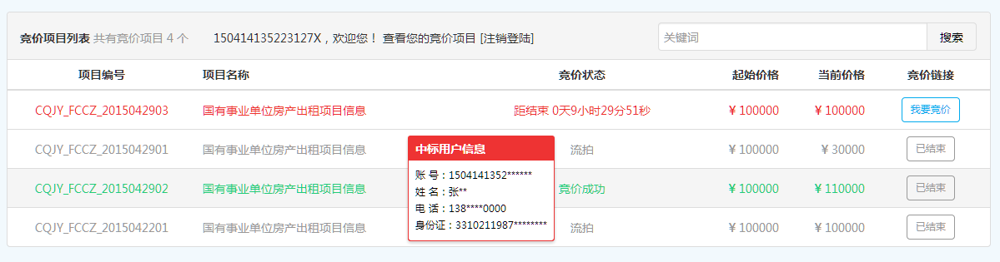 竞价项目列表 共有竞价项目 4 个 150414135223127X，欢迎您！ 查看您的竞价项目 [注销登陆] 关键词 搜索
项目编号 项目名称 竞价状态 起始价格 当前价格 竞价链接
CQJY_FCCZ_2015042903 国有事业单位房产出租项目信息 距结束 0天9小时29分51秒 ¥ 100000 ¥ 100000 我要竞价
CQJY_FCCZ_2015042901 国有事业单位房产出租项目信息 流拍 ¥ 100000 ¥ 30000 已结束
CQJY_FCCZ_2015042902 国有事业单位房产出租项目信息 竞价成功 ¥ 100000 ¥ 110000 已结束
CQJY_FCCZ_2015042201 国有事业单位房产出租项目信息 流拍 ¥ 100000 ¥ 100000 已结束
中标用户信息
账 号：1504141352******
姓 名：张**
电 话：138****0000
身份证：3310211987********